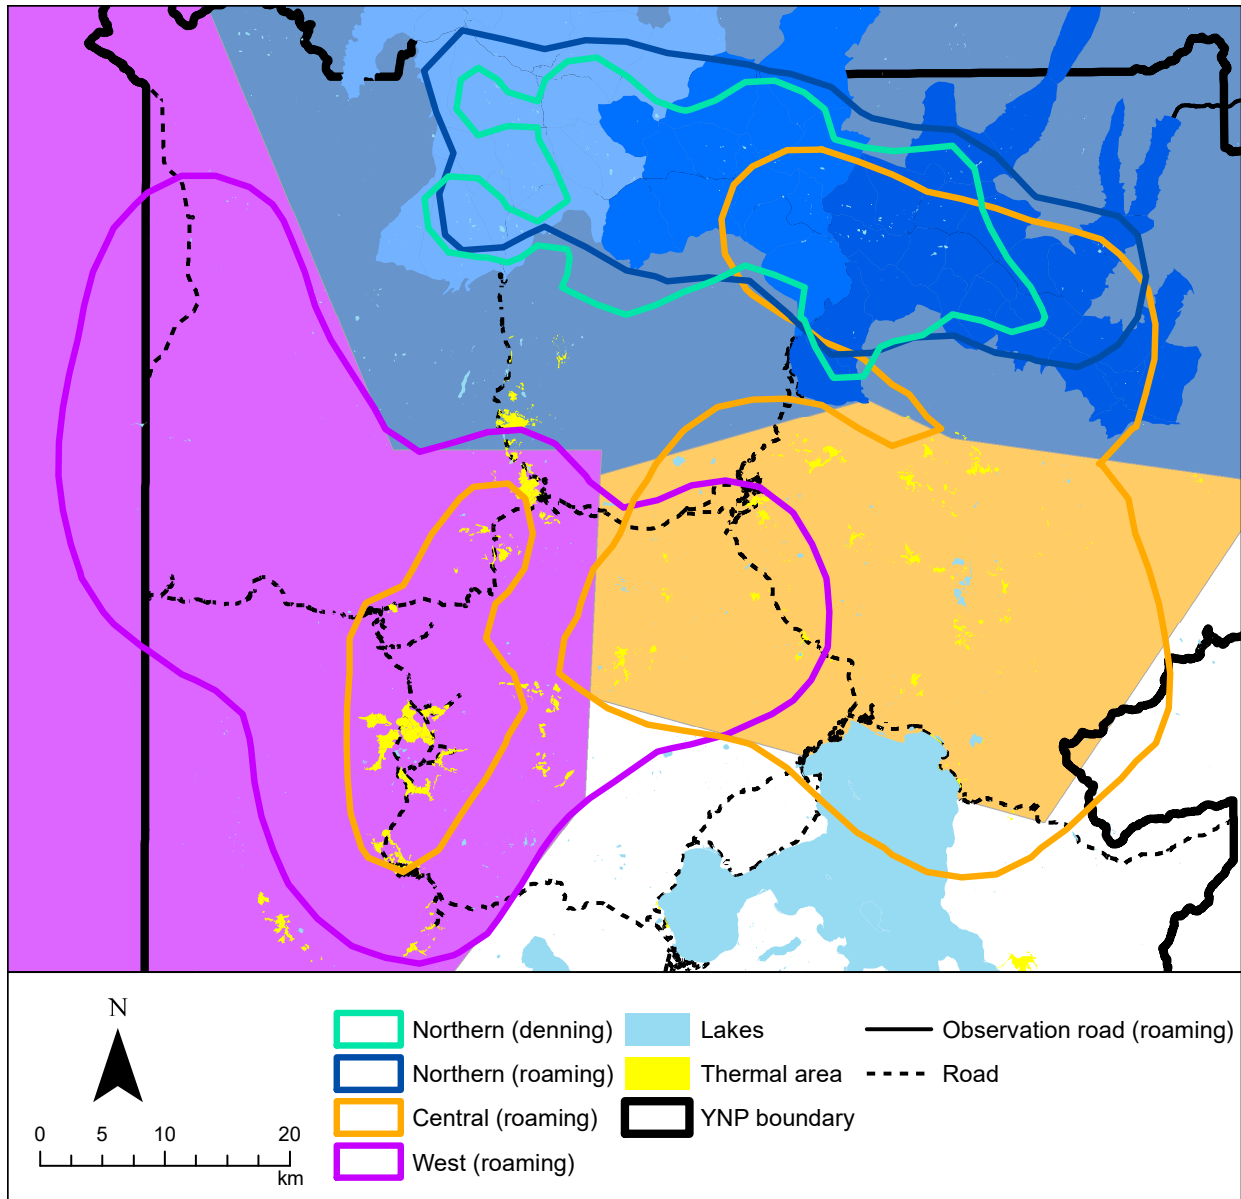 N
0 5 10 20
km
Northern (denning)
Northern (roaming)
Central (roaming)
West (roaming)
Lakes
Thermal area
YNP boundary
Observation road (roaming)
Road